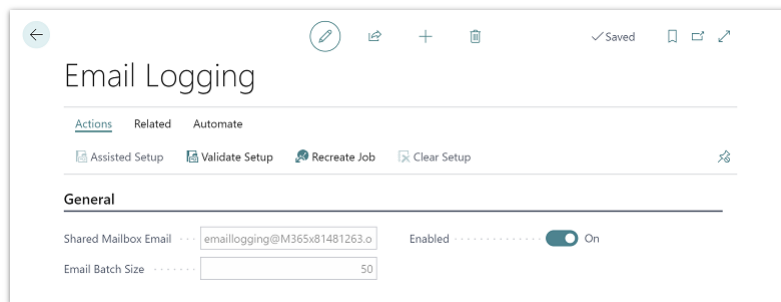 Saved
Email Logging
Actions Related Automate
Assisted Setup Validate Setup Recreate Job Clear Setup
General
Shared Mailbox Email emaillogging@M365x81481263.o Enabled On
Email Batch Size 50